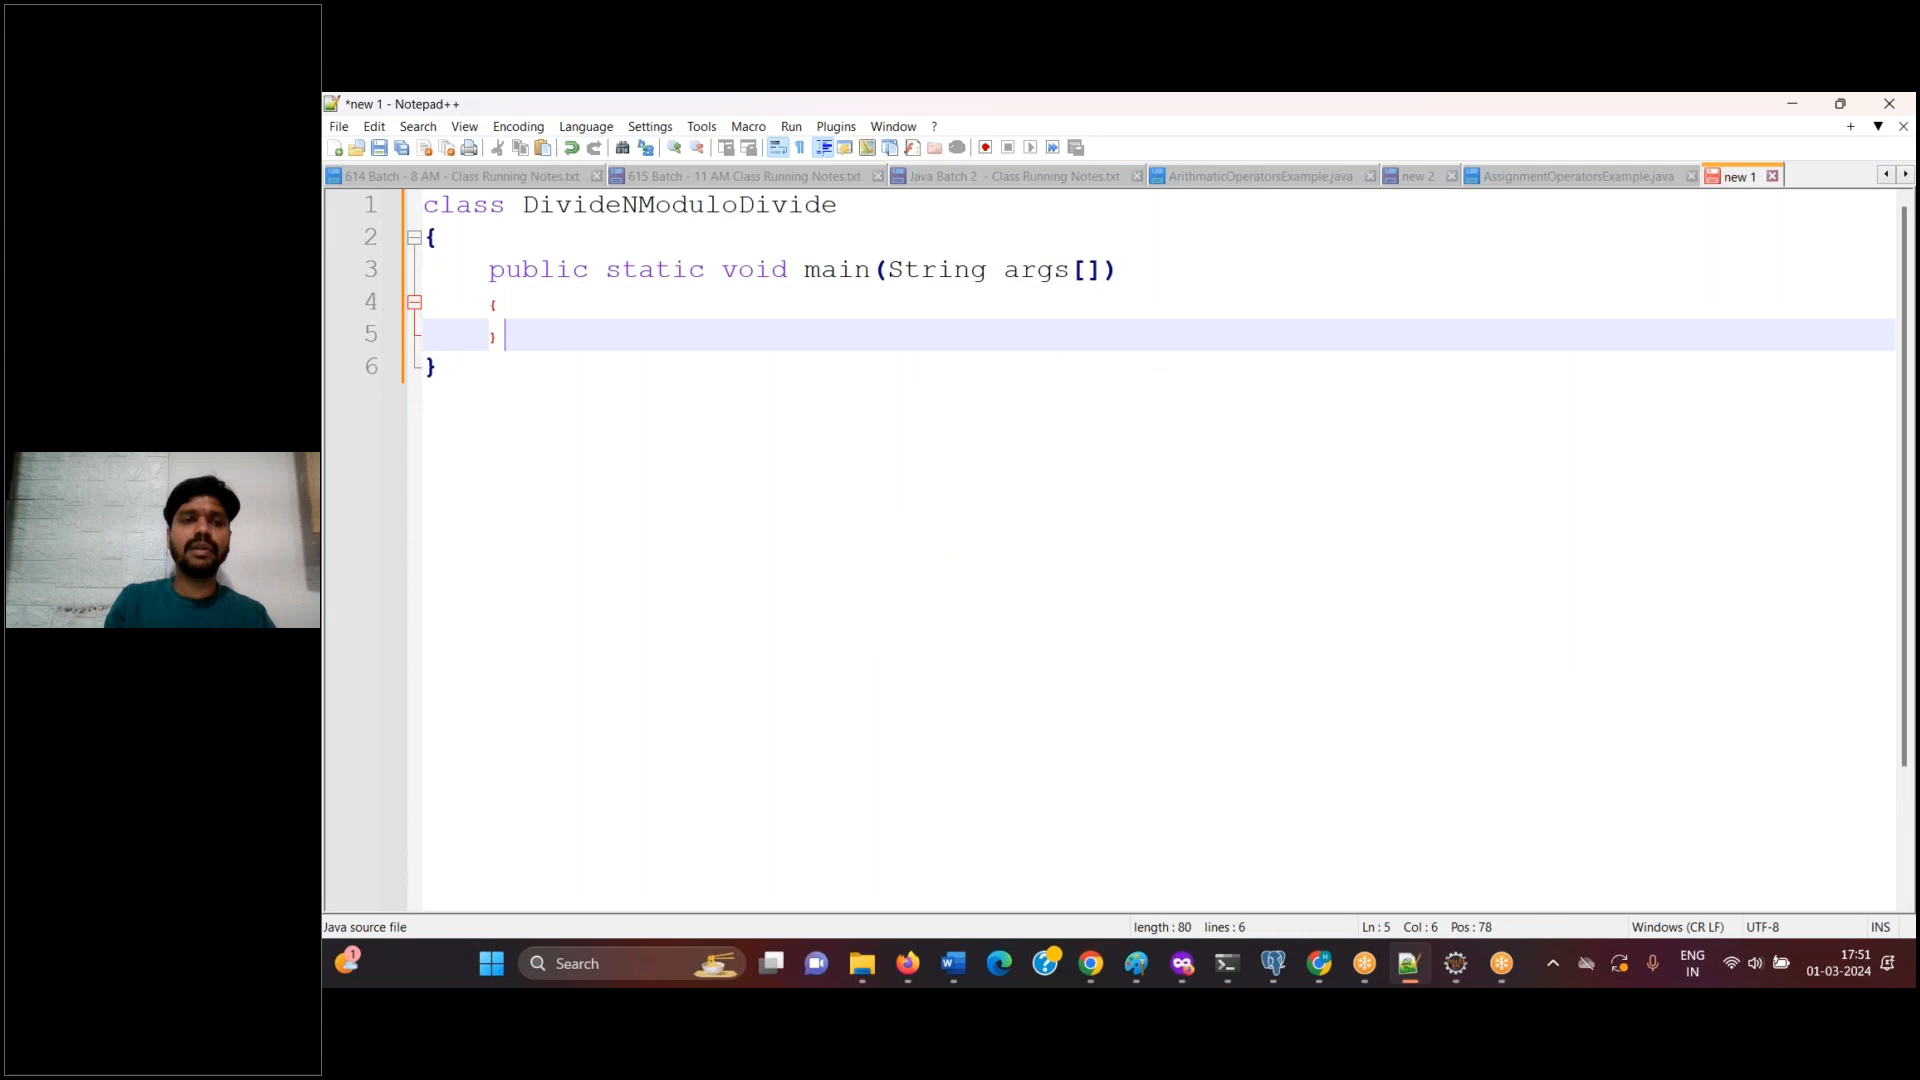 *new 1 - Notepad++
File Edit Search View Encoding Language Settings Tools Macro Run Plugins Window ?
614 Batch - 8 AM - Class Running Notes.txt 615 Batch - 11 AM Class Running Notes.txt Java Batch 2 - Class Running Notes.txt ArithmaticOperatorsExample.java new 2 AssignmentOperatorsExample.java new 1
1 class DivideNModuloDivide
2 {
3 public static void main(String args[])
4 {
5 }
6 }
Java source file length : 80 lines : 6 Ln : 5 Col : 6 Pos : 78 Windows (CR LF) UTF-8 INS
1 Search ENG 17:51
IN 01-03-2024